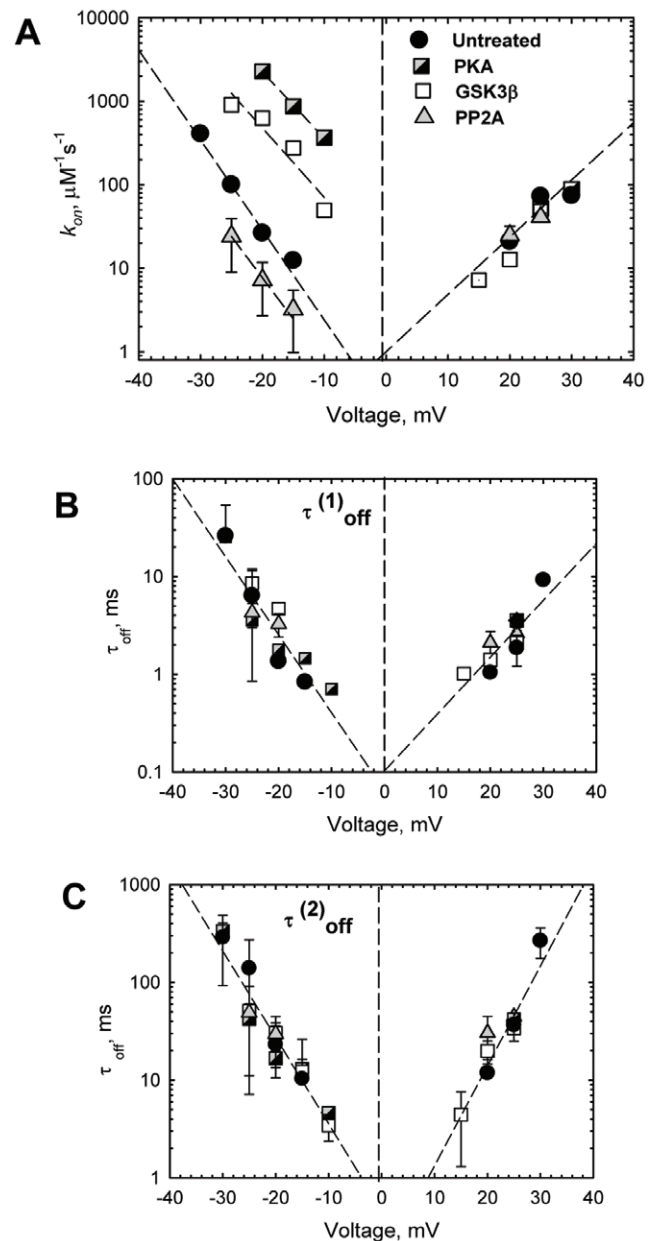 A
10000
1000
100
10
1
k_on, μM⁻¹s⁻¹
Untreated
PKA
GSK3β
PP2A
-40 -30 -20 -10 0 10 20 30 40
Voltage, mV
B
τ⁽¹⁾off
100
10
1
0.1
τ_off, ms
-40 -30 -20 -10 0 10 20 30 40
Voltage, mV
C
τ⁽²⁾off
1000
100
10
1
τ_off, ms
-40 -30 -20 -10 0 10 20 30 40
Voltage, mV